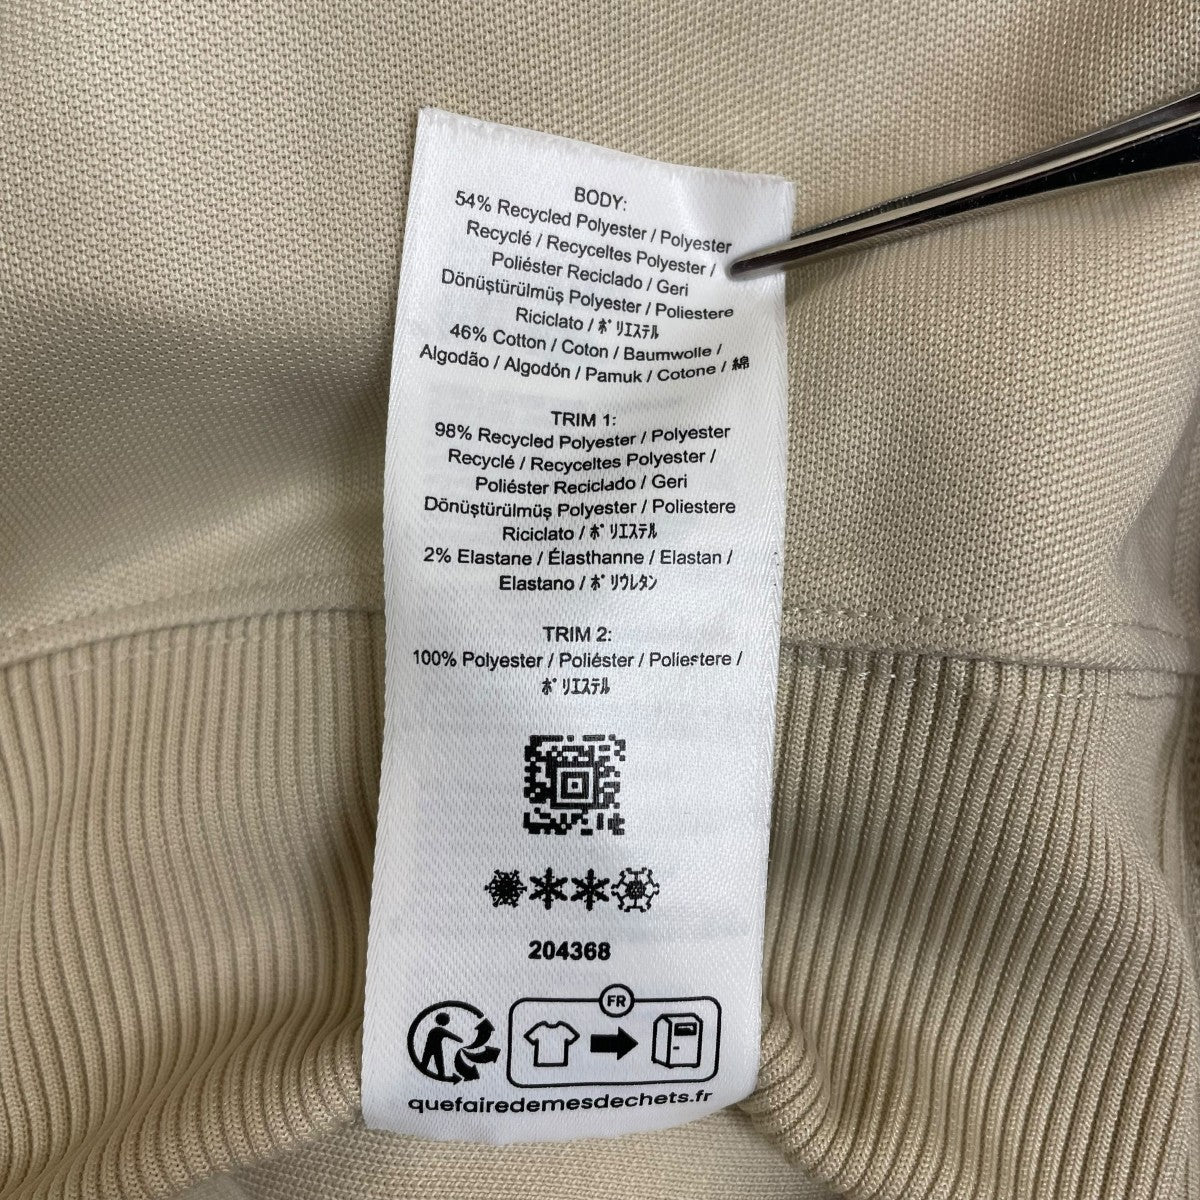 BODY:
54% Recycled Polyester / Polyester
Recyclé / Recyceltes Polyester /
Poliéster Reciclado / Geri
Dönüştürülmüş Polyester / Poliestere
Riciclato / ﾎﾟﾘｴｽﾃﾙ
46% Cotton / Coton / Baumwolle /
Algodão / Algodón / Pamuk / Cotone / 綿
TRIM 1:
98% Recycled Polyester / Polyester
Recyclé / Recyceltes Polyester /
Poliéster Reciclado / Geri
Dönüştürülmüş Polyester / Poliestere
Riciclato / ﾎﾟﾘｴｽﾃﾙ
2% Elastane / Élasthanne / Elastan /
Elastano / ﾎﾟﾘｳﾚﾀﾝ
TRIM 2:
100% Polyester / Poliéster / Poliestere /
ﾎﾟﾘｴｽﾃﾙ
204368
FR
quefairedemesdechets.fr